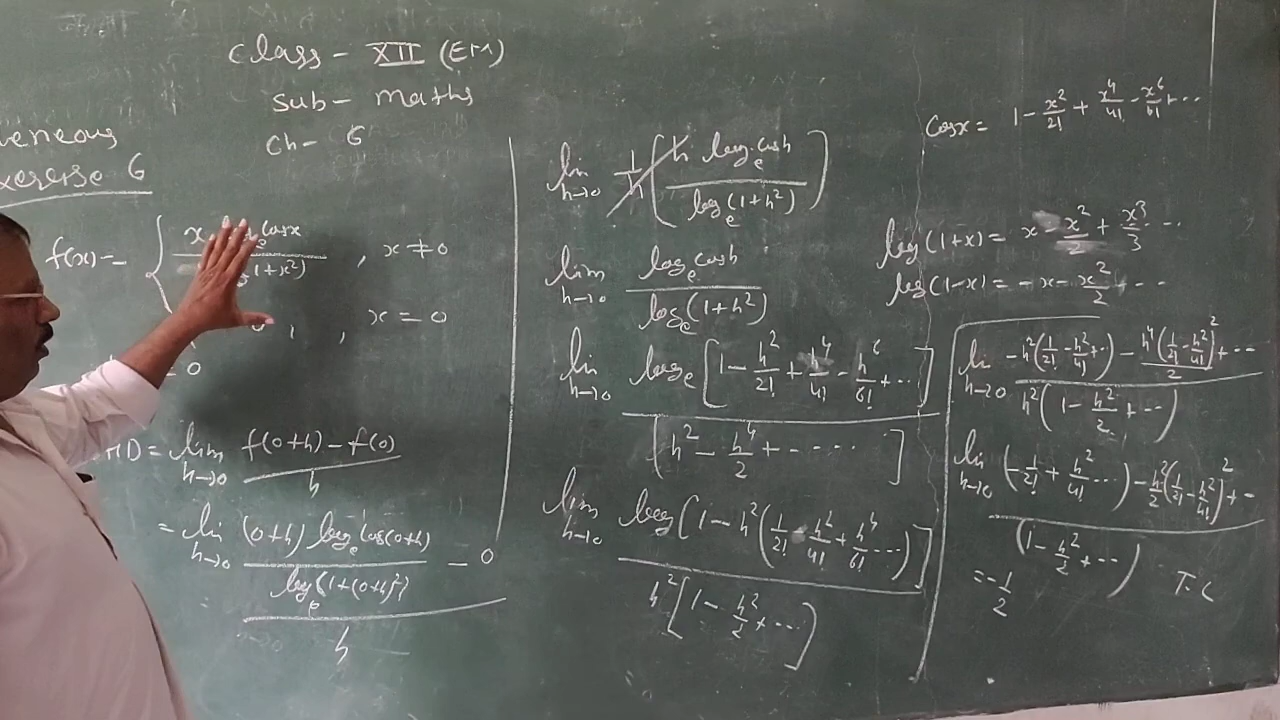 Class - XII (EM)
Sub - maths
Ch - 6
eneous
xercise 6
f(x) = { x cosx / (1+x²) , x ≠ 0
, x = 0
= 0
HD = lim h→0 f(0+h) - f(0) / h
= lim h→0 (0+h) log_e cos(0+h) / log_e(1+(0+h)²) - 0 / h
lim h→0 1/h ( h log_e cosh / log_e(1+h²) )
lim h→0 log_e cosh / log_e(1+h²)
lim h→0 log_e [1 - h²/2! + h⁴/4! - h⁶/6! + ...] / [h² - h⁴/2 + .....]
lim h→0 log [1 - h²(1/2! - h²/4! + h⁴/6! ...)] / h² [1 - h²/2 + ...]
cosx = 1 - x²/2! + x⁴/4! - x⁶/6! + ...
log(1+x) = x - x²/2 + x³/3 ...
log(1-x) = -x - x²/2 + ...
lim h→0 -h²(1/2! - h²/4! + ..) - h⁴(1/2! - h²/4!)²/2 + ... / h²(1 - h²/2 + ...)
lim h→0 (-1/2! + h²/4! ...) - h²/2 (1/2! - h²/4!)² + - / (1 - h²/2 + ...)
= -1/2